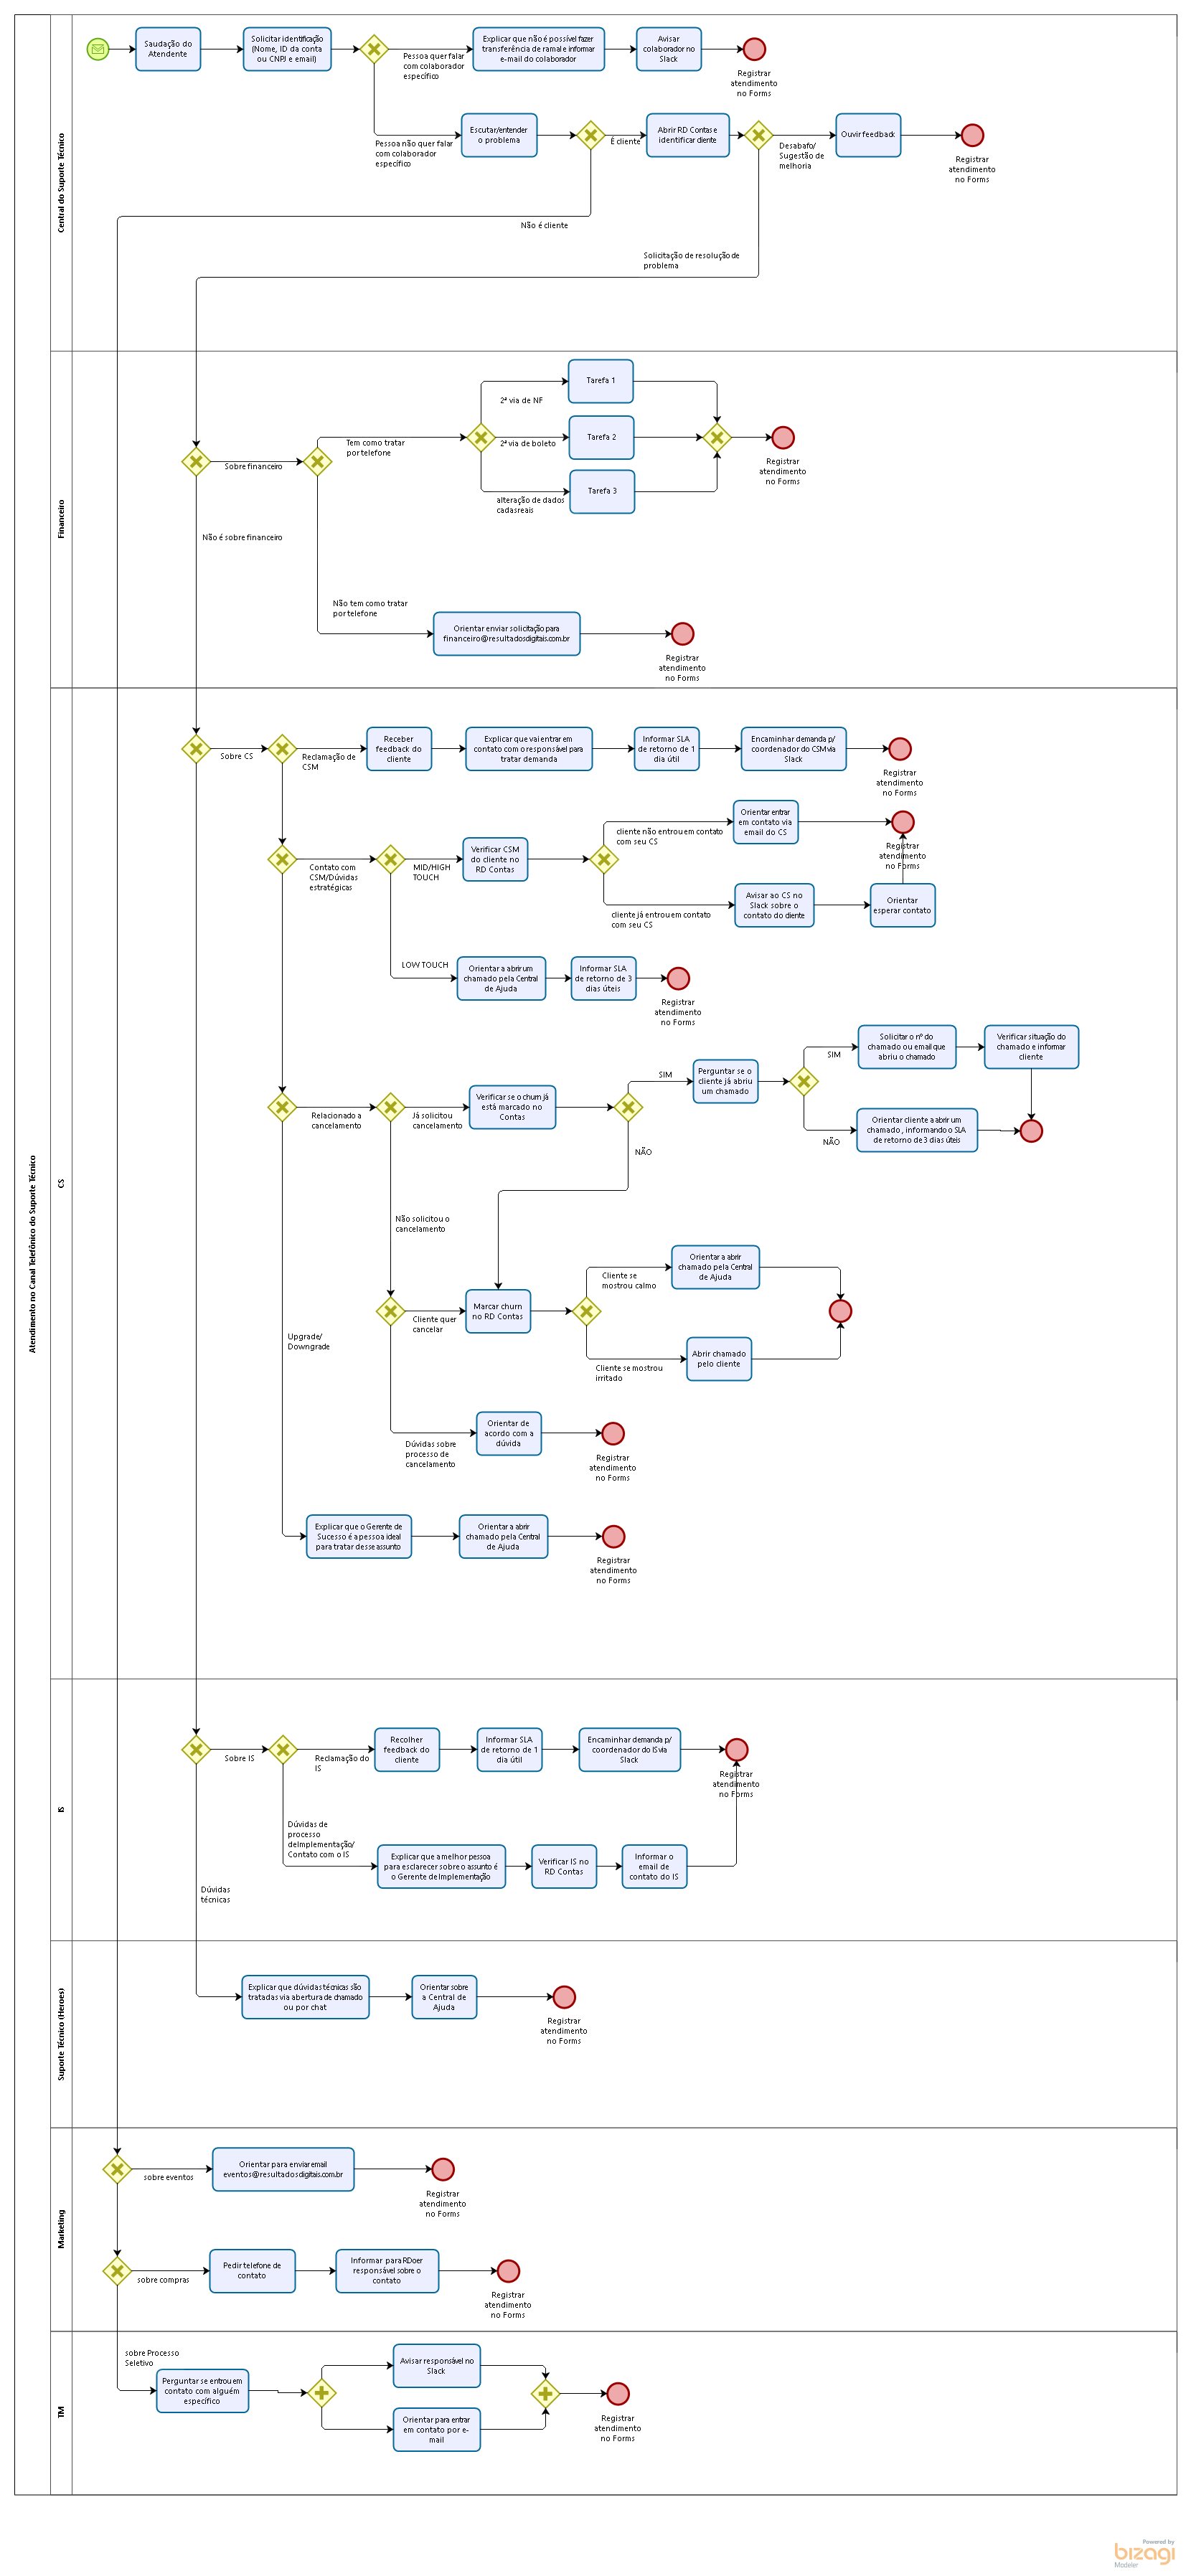 Atendimento no Canal Telefônico do Suporte Técnico
Central do Suporte Técnico
Saudação do
Atendente
Solicitar identificação
(Nome, ID da conta
ou CNPJ e email)
Pessoa quer falar
com colaborador
específico
Explicar que não é possível fazer
transferência de ramal e informar
e-mail do colaborador
Avisar
colaborador no
Slack
Registrar
atendimento
no Forms
Pessoa não quer falar
com colaborador
específico
Escutar/entender
o problema
É cliente
Abrir RD Contas e
identificar cliente
Desabafo/
Sugestão de
melhoria
Ouvir feedback
Registrar
atendimento
no Forms
Não é cliente
Solicitação de resolução de
problema
Financeiro
Sobre financeiro
Tem como tratar
por telefone
2ª via de NF
Tarefa 1
2ª via de boleto
Tarefa 2
alteração de dados
cadasreais
Tarefa 3
Registrar
atendimento
no Forms
Não é sobre financeiro
Não tem como tratar
por telefone
Orientar enviar solicitação para
financeiro@resultadosdigitais.com.br
Registrar
atendimento
no Forms
CS
Sobre CS
Reclamação de
CSM
Receber
feedback do
cliente
Explicar que vai entrar em
contato com o responsável para
tratar demanda
Informar SLA
de retorno de 1
dia útil
Encaminhar demanda p/
coordenador do CSM via
Slack
Registrar
atendimento
no Forms
Contato com
CSM/Dúvidas
estratégicas
MID/HIGH
TOUCH
Verificar CSM
do cliente no
RD Contas
cliente não entrou em contato
com seu CS
Orientar entrar
em contato via
email do CS
Registrar
atendimento
no Forms
cliente já entrou em contato
com seu CS
Avisar ao CS no
Slack sobre o
contato do cliente
Orientar
esperar contato
LOW TOUCH
Orientar a abrir um
chamado pela Central
de Ajuda
Informar SLA
de retorno de 3
dias úteis
Registrar
atendimento
no Forms
Relacionado a
cancelamento
Já solicitou
cancelamento
Verificar se o churn já
está marcado no
Contas
SIM
Perguntar se o
cliente já abriu
um chamado
SIM
Solicitar o nº do
chamado ou email que
abriu o chamado
Verificar situação do
chamado e informar
cliente
NÃO
Orientar cliente a abrir um
chamado , informando o SLA
de retorno de 3 dias úteis
NÃO
Não solicitou o
cancelamento
Cliente quer
cancelar
Marcar churn
no RD Contas
Cliente se
mostrou calmo
Orientar a abrir
chamado pela Central
de Ajuda
Cliente se mostrou
irritado
Abrir chamado
pelo cliente
Upgrade/
Downgrade
Dúvidas sobre
processo de
cancelamento
Orientar de
acordo com a
dúvida
Registrar
atendimento
no Forms
Explicar que o Gerente de
Sucesso é a pessoa ideal
para tratar desse assunto
Orientar a abrir
chamado pela Central
de Ajuda
Registrar
atendimento
no Forms
IS
Sobre IS
Reclamação do
IS
Recolher
feedback do
cliente
Informar SLA
de retorno de 1
dia útil
Encaminhar demanda p/
coordenador do IS via
Slack
Registrar
atendimento
no Forms
Dúvidas de
processo
deImplementação/
Contato com o IS
Explicar que a melhor pessoa
para esclarecer sobre o assunto é
o Gerente de Implementação
Verificar IS no
RD Contas
Informar o
email de
contato do IS
Dúvidas
técnicas
Suporte Técnico (Heroes)
Explicar que dúvidas técnicas são
tratadas via abertura de chamado
ou por chat
Orientar sobre
a Central de
Ajuda
Registrar
atendimento
no Forms
Marketing
sobre eventos
Orientar para enviar email
eventos@resultadosdigitais.com.br
Registrar
atendimento
no Forms
sobre compras
Pedir telefone de
contato
Informar para RDoer
responsável sobre o
contato
Registrar
atendimento
no Forms
TM
sobre Processo
Seletivo
Perguntar se entrou em
contato com alguém
específico
Avisar responsável no
Slack
Orientar para entrar
em contato por e-
mail
Registrar
atendimento
no Forms
Powered by
bizagi
Modeler